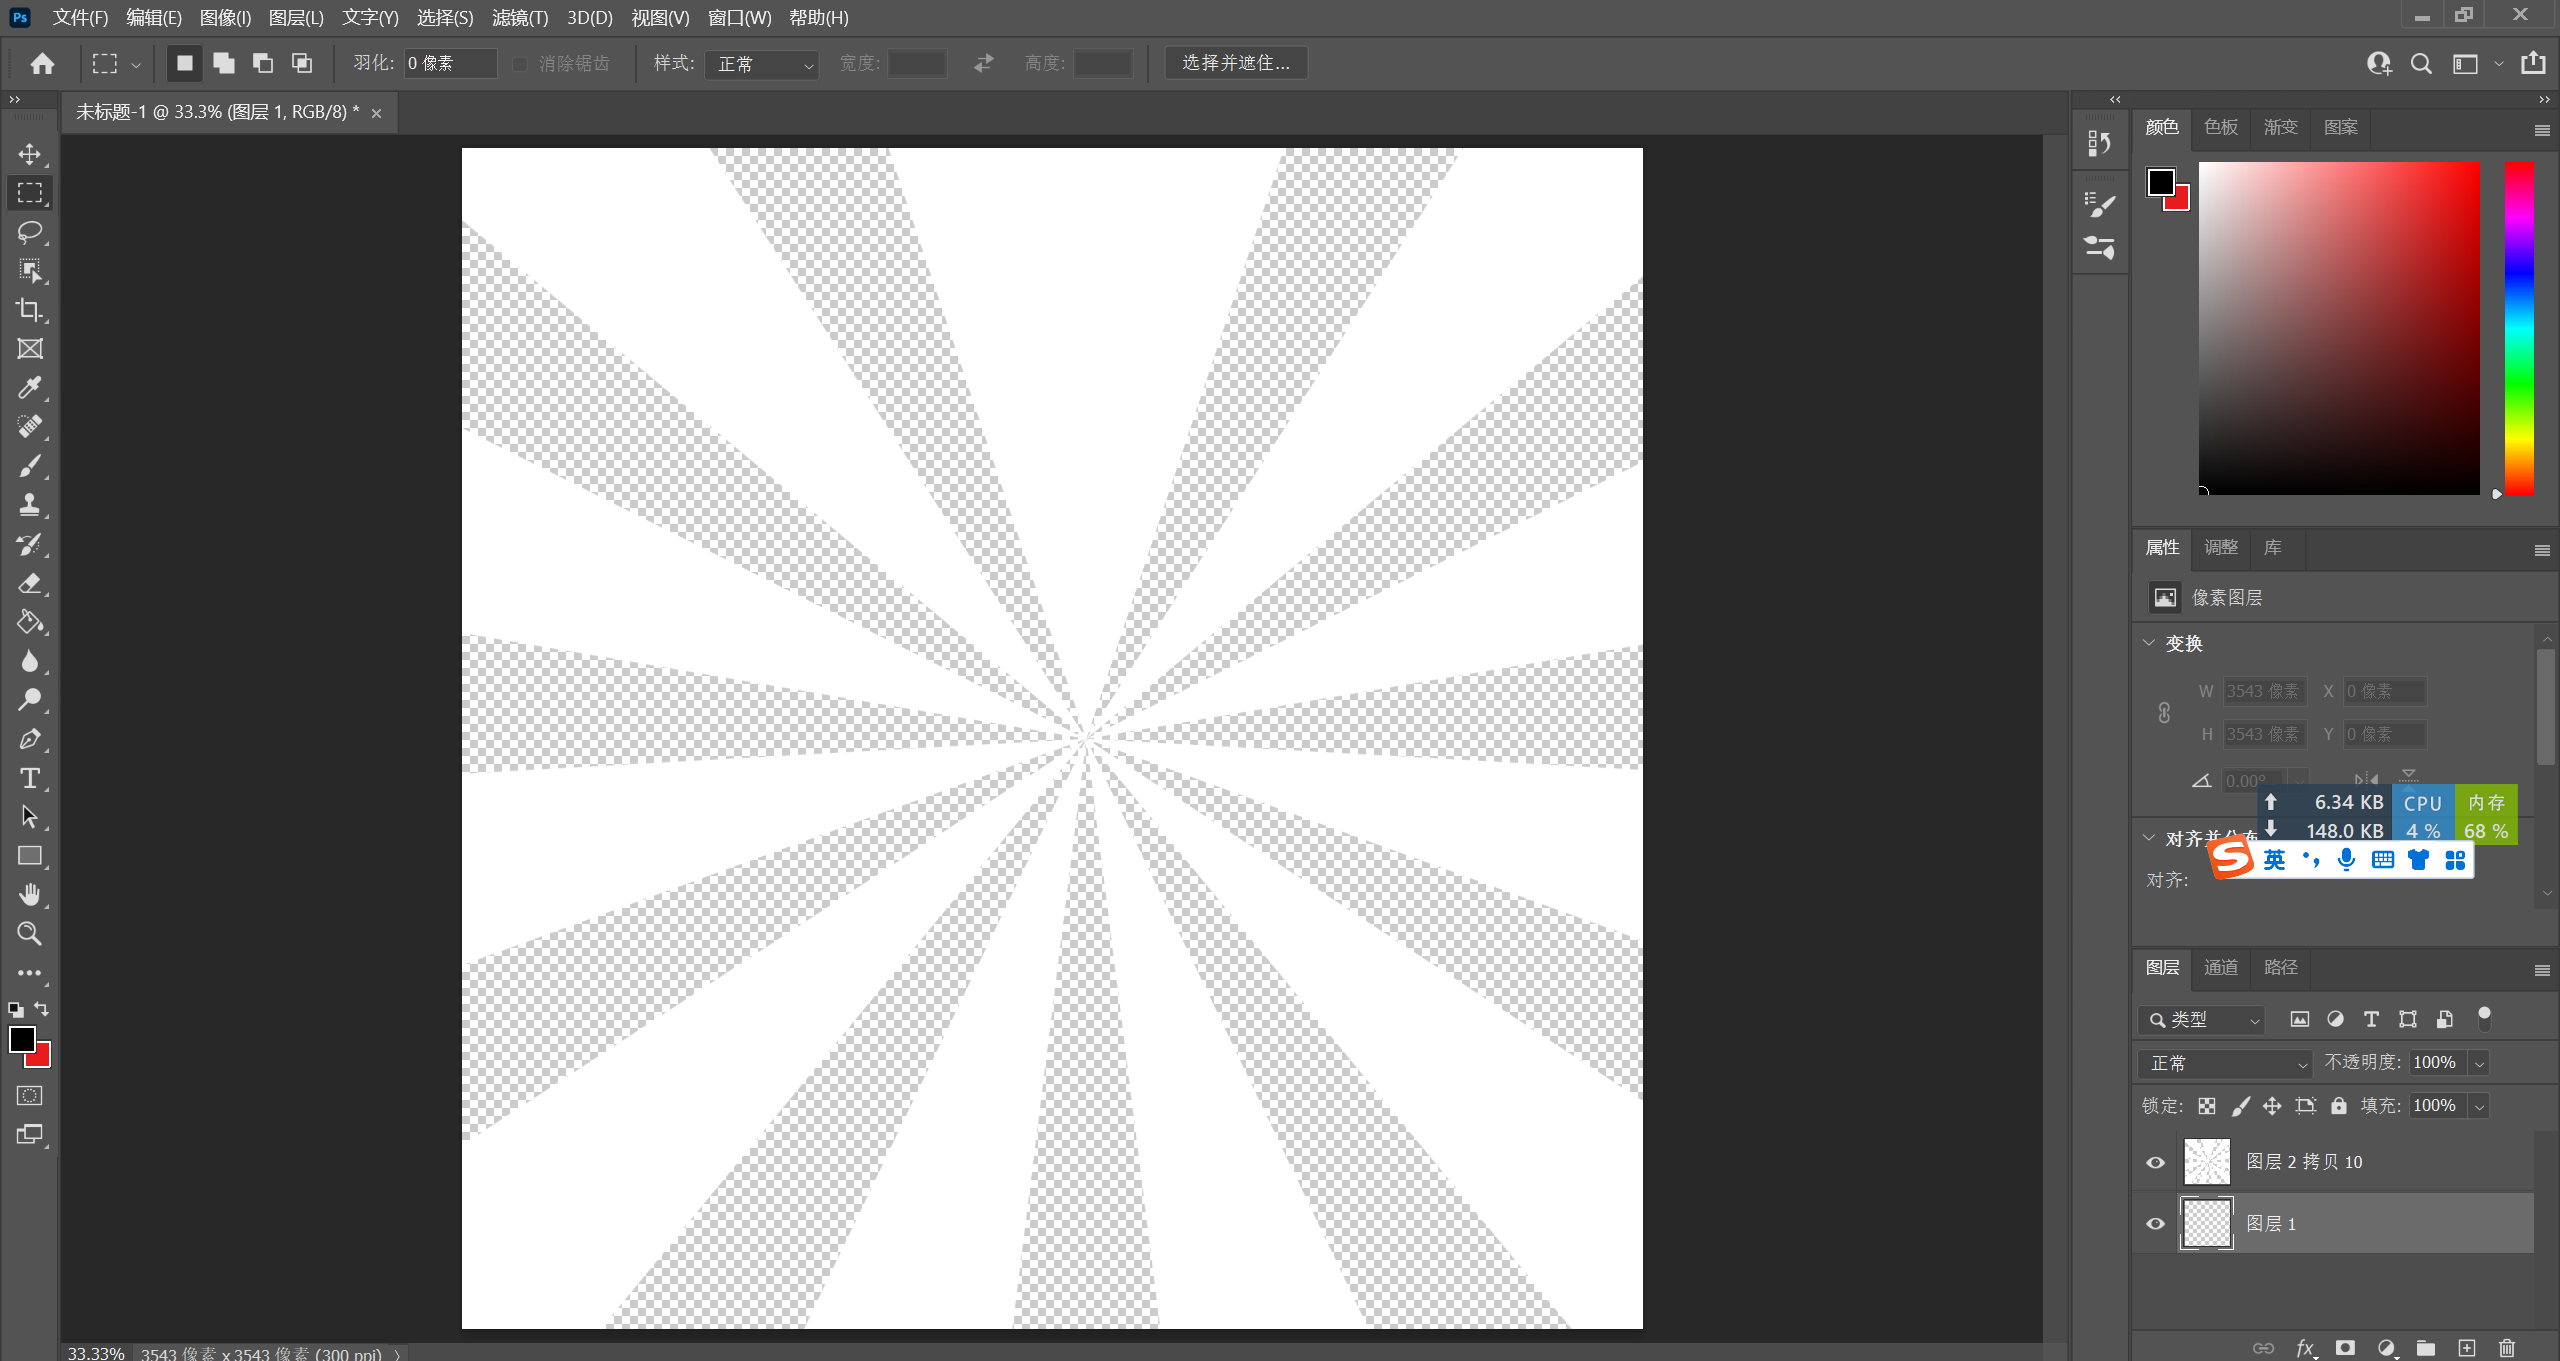 Ps 文件(F) 编辑(E) 图像(I) 图层(L) 文字(Y) 选择(S) 滤镜(T) 3D(D) 视图(V) 窗口(W) 帮助(H)
羽化: 0 像素 消除锯齿 样式: 正常 宽度: 高度: 选择并遮住...
未标题-1 @ 33.3% (图层 1, RGB/8) *
颜色 色板 渐变 图案
属性 调整 库
像素图层
变换
W 3543 像素 X 0 像素
H 3543 像素 Y 0 像素
0.00°
6.34 KB CPU 内存
148.0 KB 4 % 68 %
对齐并分布
英
对齐:
图层 通道 路径
类型
正常 不透明度: 100%
锁定: 填充: 100%
图层 2 拷贝 10
图层 1
33.33% 3543 像素 x 3543 像素 (300 ppi)
fx